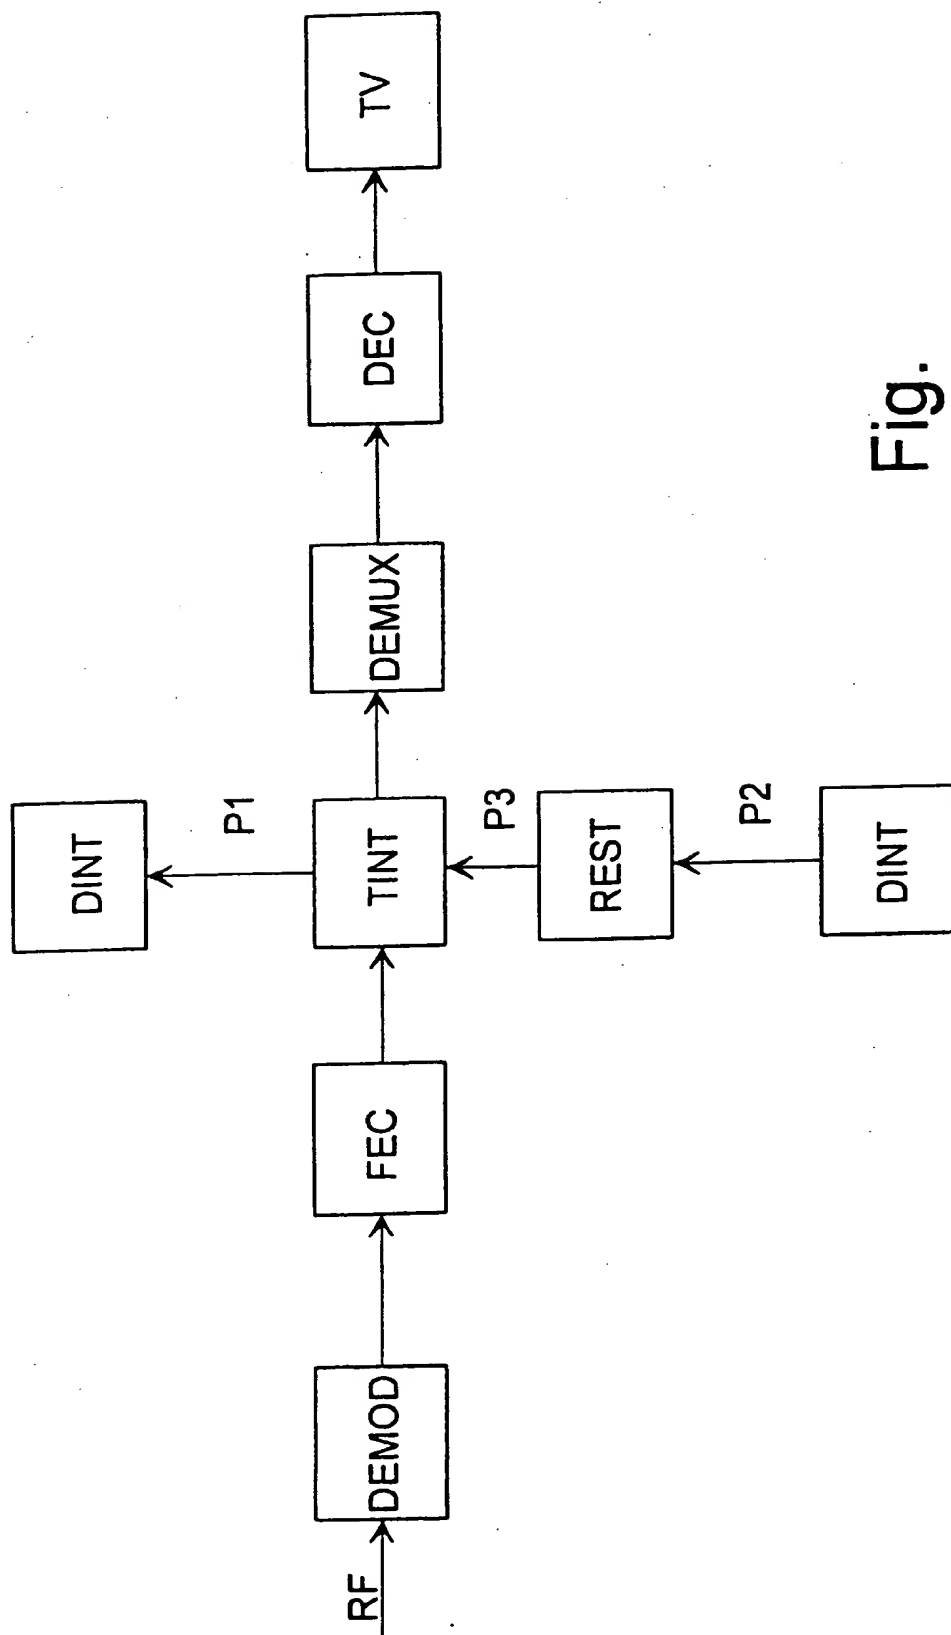 DINT
P1
RF
DEMOD
FEC
TINT
DEMUX
DEC
TV
P3
REST
P2
DINT
Fig.